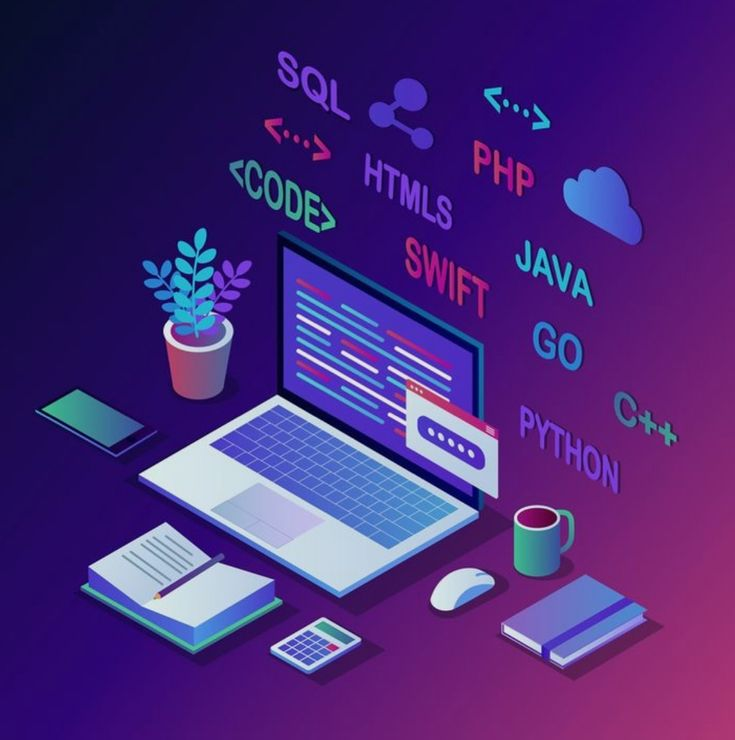 SQL
<····>
<···>
<CODE>
HTMLS
PHP
SWIFT
JAVA
GO
C++
PYTHON